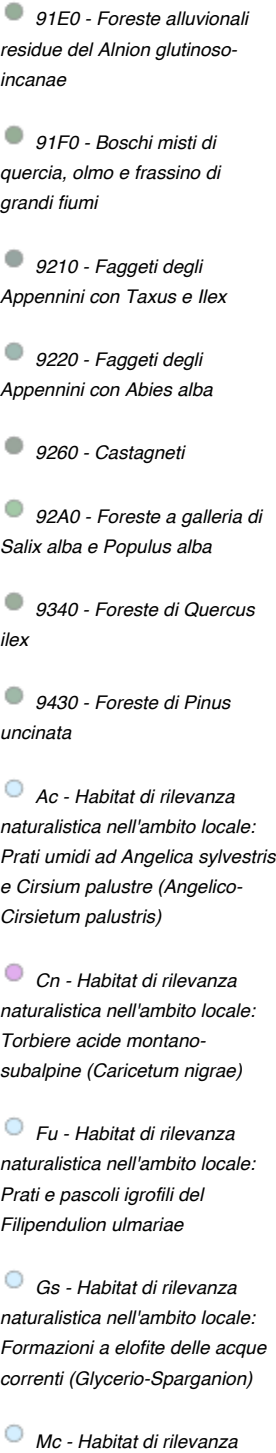 91E0 - Foreste alluvionali
residue del Alnion glutinoso-
incanae
91F0 - Boschi misti di
quercia, olmo e frassino di
grandi fiumi
9210 - Faggeti degli
Appennini con Taxus e Ilex
9220 - Faggeti degli
Appennini con Abies alba
9260 - Castagneti
92A0 - Foreste a galleria di
Salix alba e Populus alba
9340 - Foreste di Quercus
ilex
9430 - Foreste di Pinus
uncinata
Ac - Habitat di rilevanza
naturalistica nell'ambito locale:
Prati umidi ad Angelica sylvestris
e Cirsium palustre (Angelico-
Cirsietum palustris)
Cn - Habitat di rilevanza
naturalistica nell'ambito locale:
Torbiere acide montano-
subalpine (Caricetum nigrae)
Fu - Habitat di rilevanza
naturalistica nell'ambito locale:
Prati e pascoli igrofili del
Filipendulion ulmariae
Gs - Habitat di rilevanza
naturalistica nell'ambito locale:
Formazioni a elofite delle acque
correnti (Glycerio-Sparganion)
Mc - Habitat di rilevanza